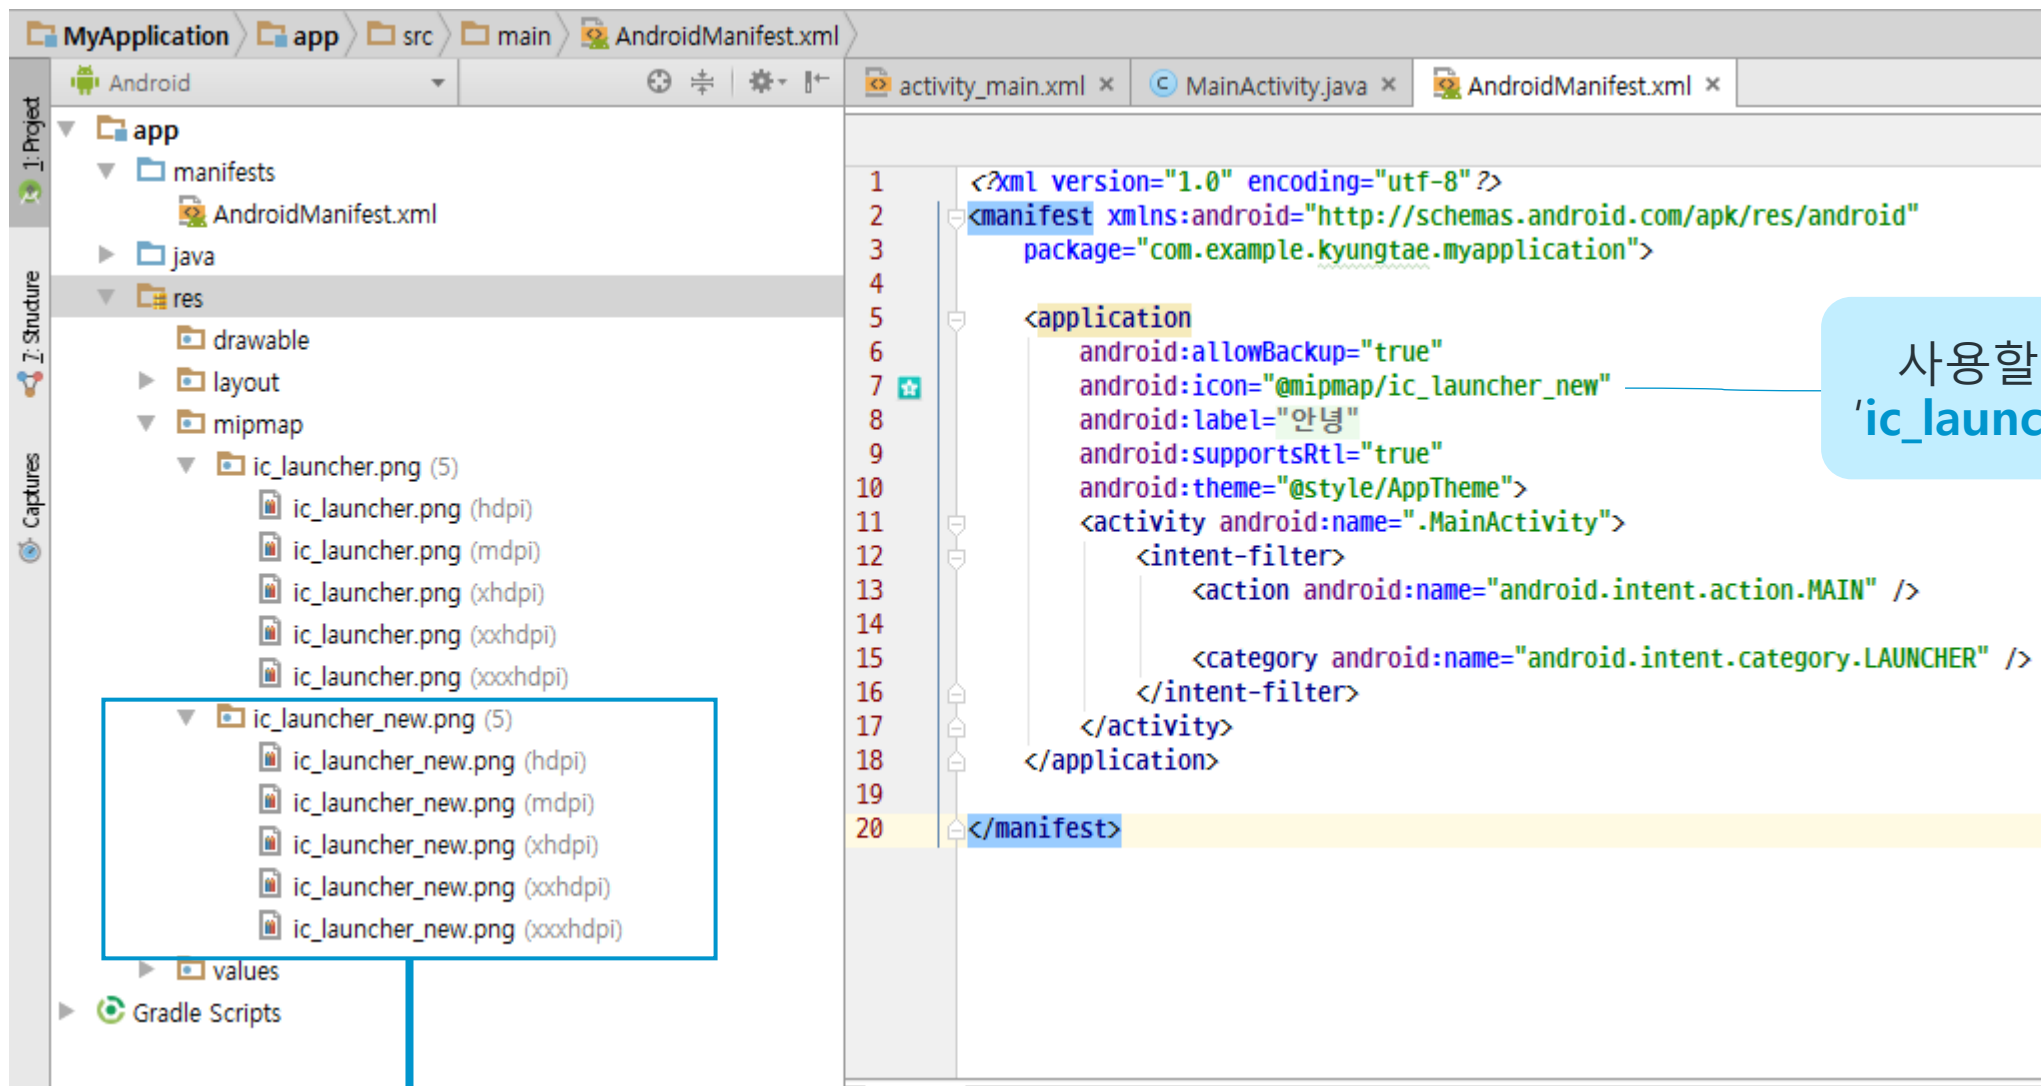 MyApplication app src main AndroidManifest.xml
Android
activity_main.xml MainActivity.java AndroidManifest.xml
1: Project
7: Structure
Captures
app
manifests
AndroidManifest.xml
java
res
drawable
layout
mipmap
ic_launcher.png (5)
ic_launcher.png (hdpi)
ic_launcher.png (mdpi)
ic_launcher.png (xhdpi)
ic_launcher.png (xxhdpi)
ic_launcher.png (xxxhdpi)
ic_launcher_new.png (5)
ic_launcher_new.png (hdpi)
ic_launcher_new.png (mdpi)
ic_launcher_new.png (xhdpi)
ic_launcher_new.png (xxhdpi)
ic_launcher_new.png (xxxhdpi)
values
Gradle Scripts
1 <?xml version="1.0" encoding="utf-8"?>
2 <manifest xmlns:android="http://schemas.android.com/apk/res/android"
3 package="com.example.kyungtae.myapplication">
4
5 <application
6 android:allowBackup="true"
7 android:icon="@mipmap/ic_launcher_new"
8 android:label="안녕"
9 android:supportsRtl="true"
10 android:theme="@style/AppTheme">
11 <activity android:name=".MainActivity">
12 <intent-filter>
13 <action android:name="android.intent.action.MAIN" />
14
15 <category android:name="android.intent.category.LAUNCHER" />
16 </intent-filter>
17 </activity>
18 </application>
19
20 </manifest>
사용할
'ic_launc